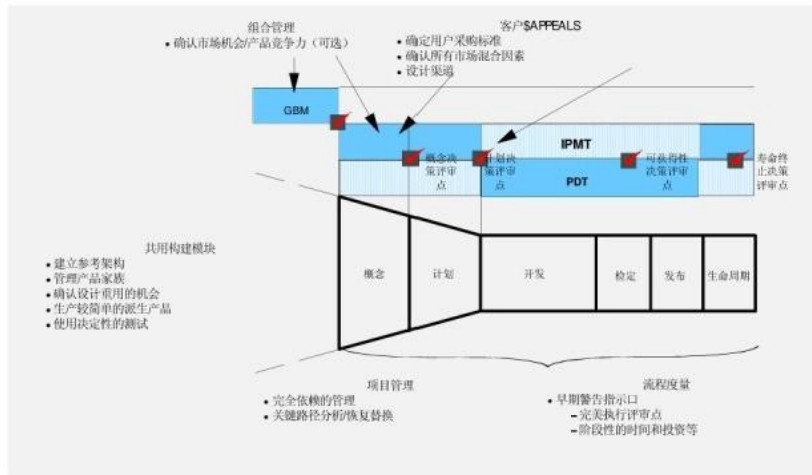 组合管理
• 确认市场机会/产品竞争力（可选）
客户$APPEALS
• 确定用户采购标准
• 确认所有市场混合因素
• 设计渠道
GBM
IPMT
概念决
策评审
点
计划决
策评审
点
可获得性
决策评审
点
寿命终
止决策
评审点
PDT
共用构建模块
• 建立参考架构
• 管理产品家族
• 确认设计重用的机会
• 生产较简单的派生产品
• 使用决定性的测试
概念
计划
开发
检定
发布
生命周期
项目管理
• 完全依赖的管理
• 关键路径分析/恢复替换
流程度量
• 早期警告指示口
–完美执行评审点
–阶段性的时间和投资等